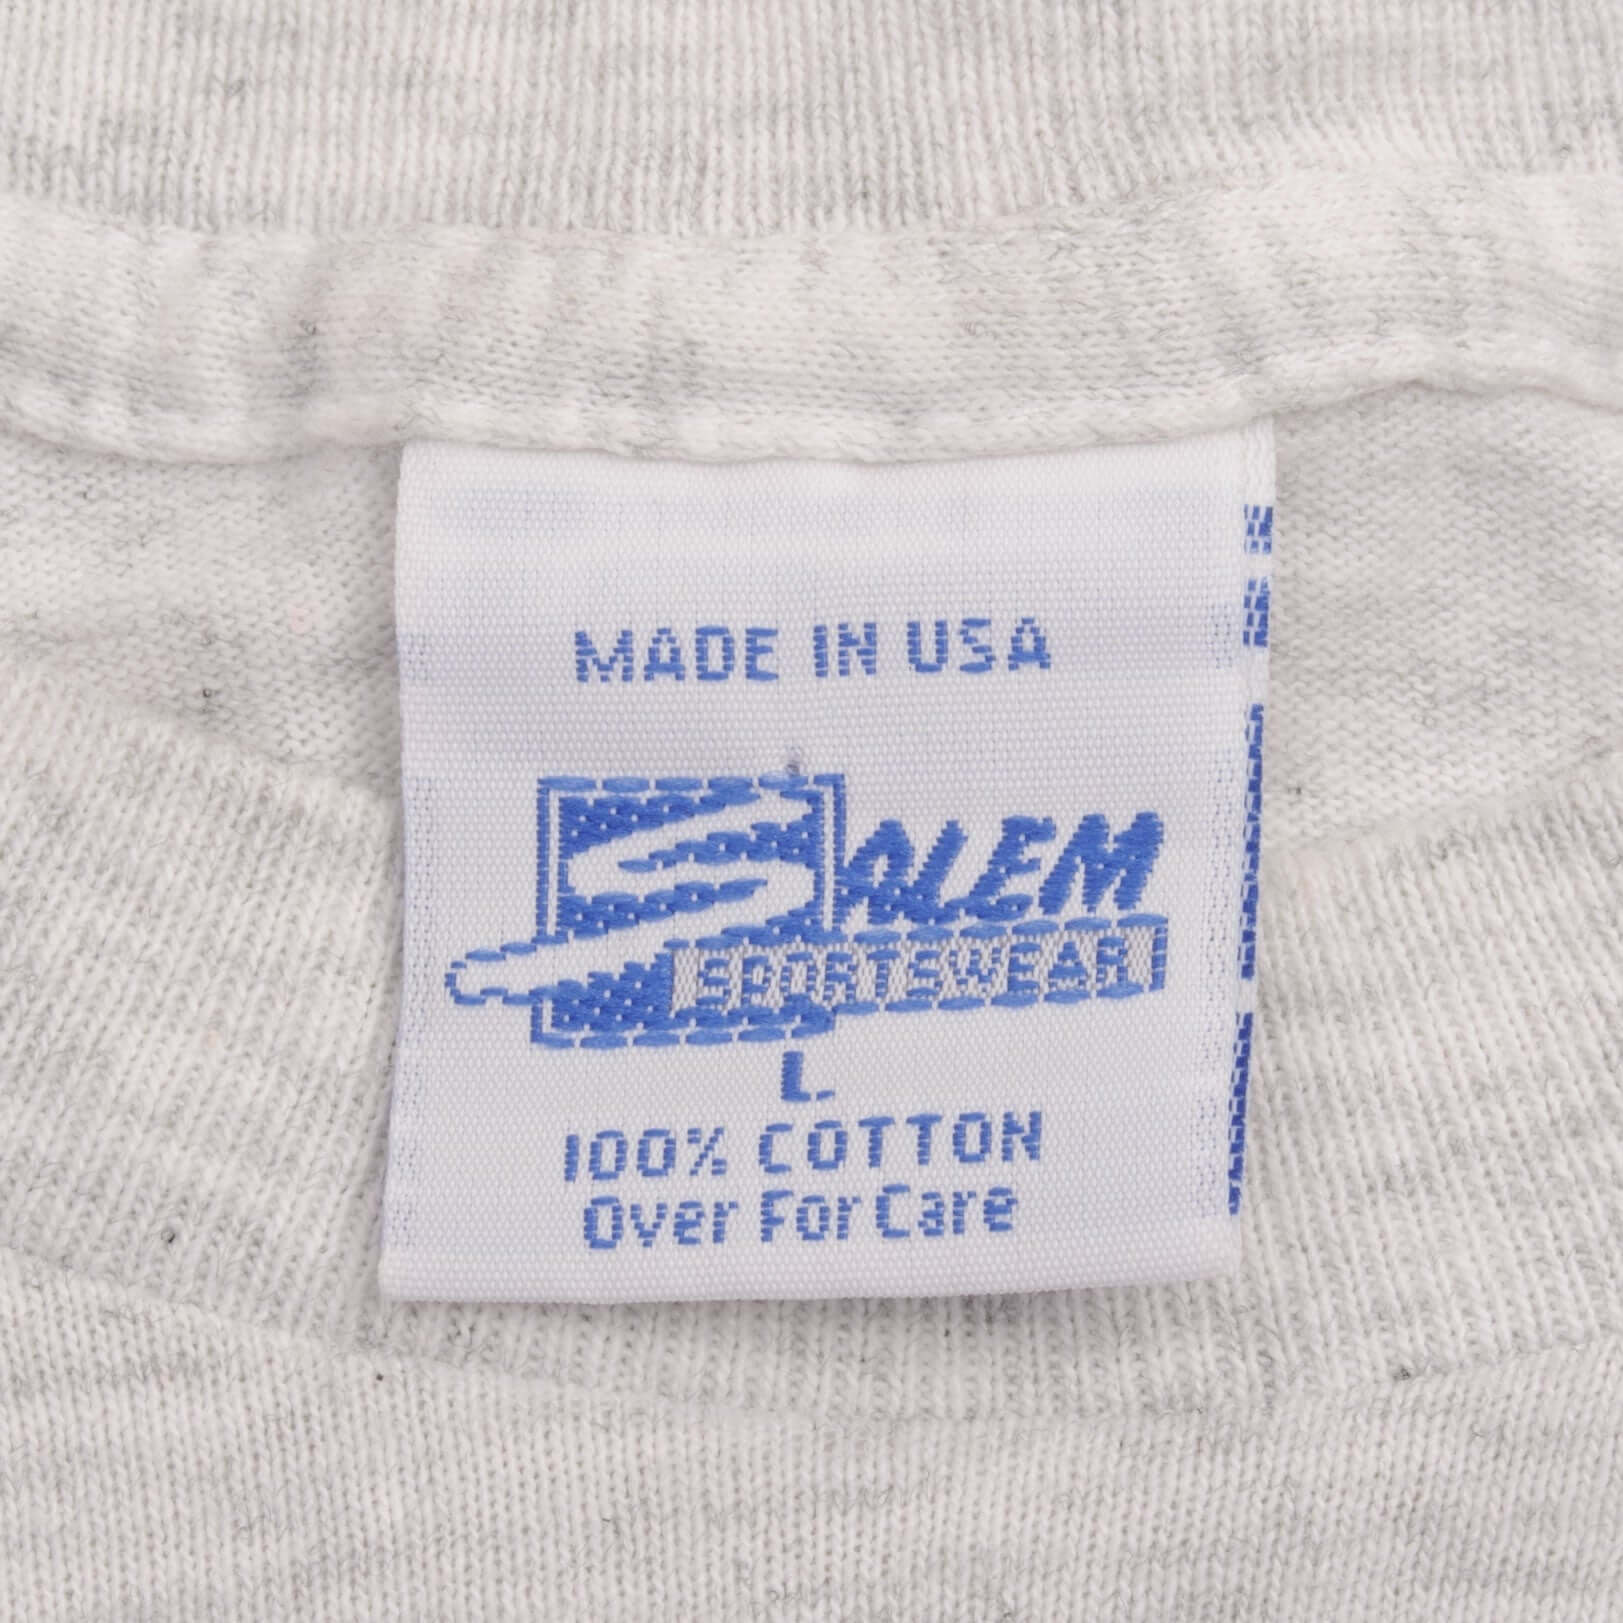 MADE IN USA
SALEM
SPORTSWEAR
L
100% COTTON
Over For Care